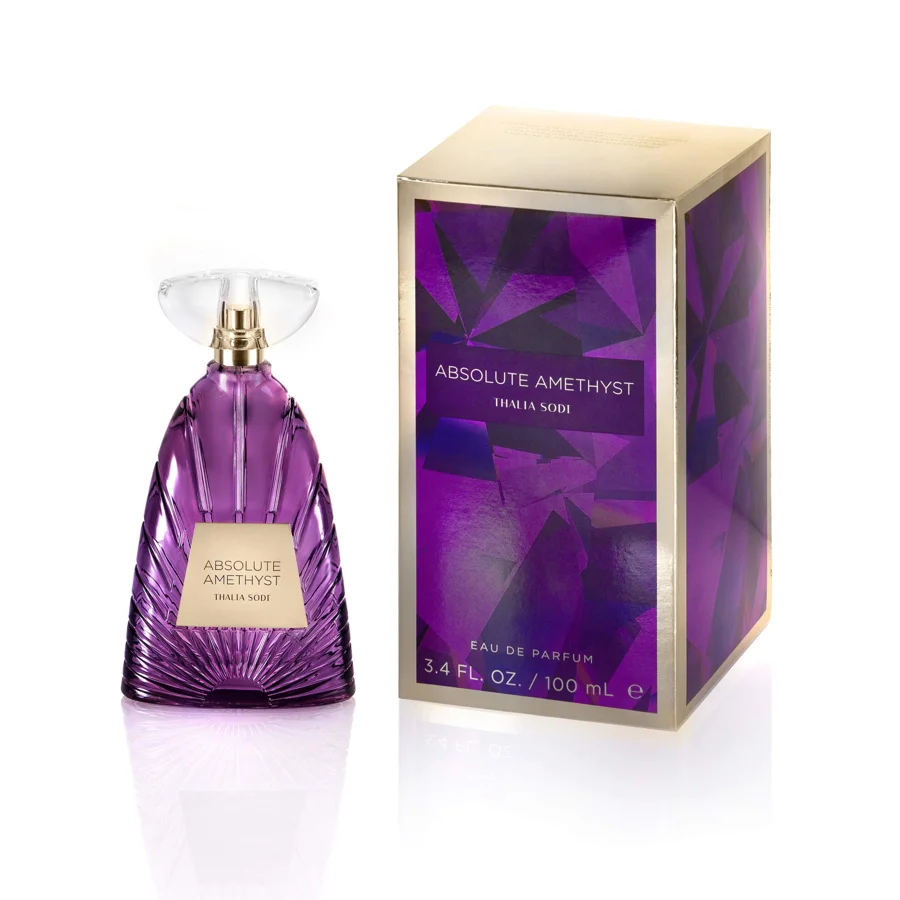 ABSOLUTE
AMETHYST
THALIA SODI
ABSOLUTE AMETHYST
THALIA SODI
EAU DE PARFUM
3.4 FL. OZ. / 100 mL ℮